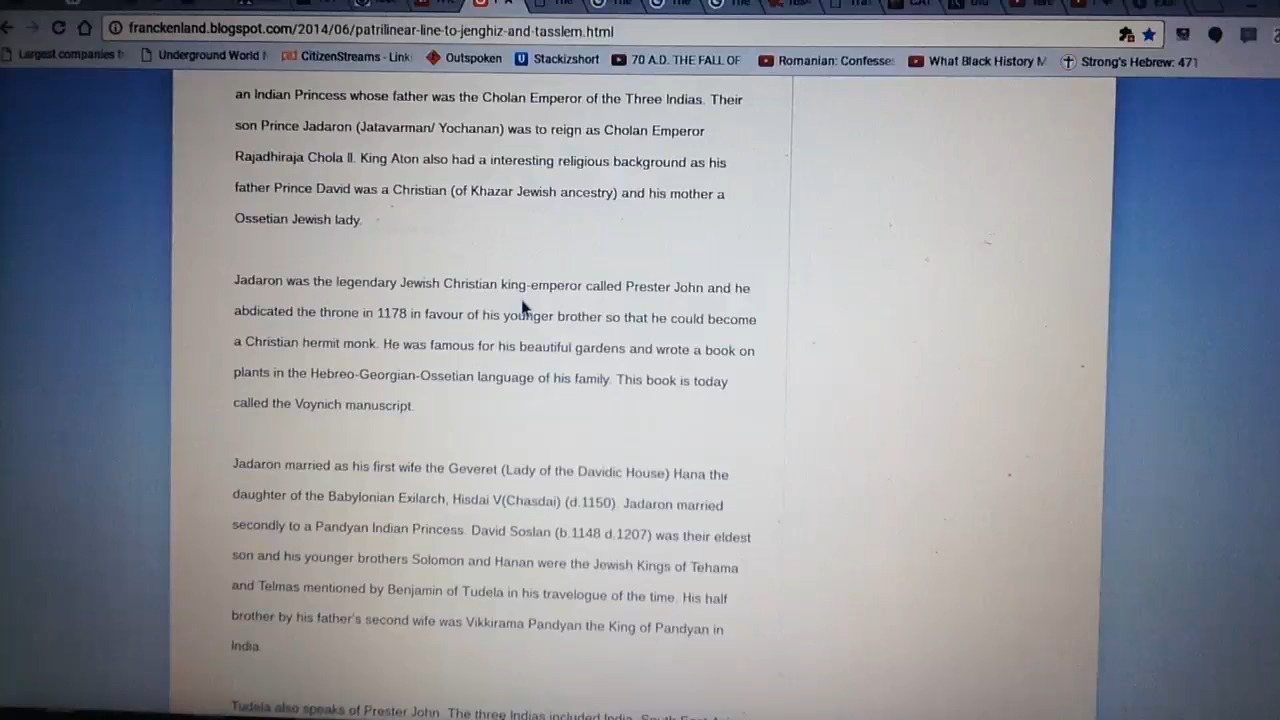 franckenland.blogspot.com/2014/06/patrilinear-line-to-jenghiz-and-tasslem.html
Largest companies Underground World CitizenStreams - Link Outspoken Stackizshort 70 A.D. THE FALL OF Romanian: Confesse What Black History M Strong's Hebrew: 471
an Indian Princess whose father was the Cholan Emperor of the Three Indias. Their
son Prince Jadaron (Jatavarman/ Yochanan) was to reign as Cholan Emperor
Rajadhiraja Chola II. King Aton also had a interesting religious background as his
father Prince David was a Christian (of Khazar Jewish ancestry) and his mother a
Ossetian Jewish lady.
Jadaron was the legendary Jewish Christian king-emperor called Prester John and he
abdicated the throne in 1178 in favour of his younger brother so that he could become
a Christian hermit monk. He was famous for his beautiful gardens and wrote a book on
plants in the Hebreo-Georgian-Ossetian language of his family. This book is today
called the Voynich manuscript.
Jadaron married as his first wife the Geveret (Lady of the Davidic House) Hana the
daughter of the Babylonian Exilarch, Hisdai V(Chasdai) (d.1150). Jadaron married
secondly to a Pandyan Indian Princess. David Soslan (b.1148 d.1207) was their eldest
son and his younger brothers Solomon and Hanan were the Jewish Kings of Tehama
and Telmas mentioned by Benjamin of Tudela in his travelogue of the time. His half
brother by his father's second wife was Vikkirama Pandyan the King of Pandyan in
India.
Tudela also speaks of Prester John. The three Indias included India, South East